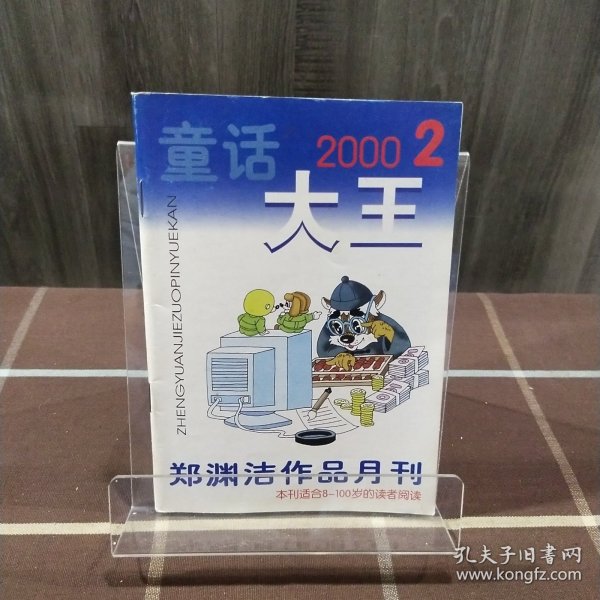 童话
2000 2
大王
ZHENGYUANJIEZUOPINYUEKAN
郑渊洁作品月刊
本刊适合8-100岁的读者阅读
孔夫子旧书网
www.kongfz.com